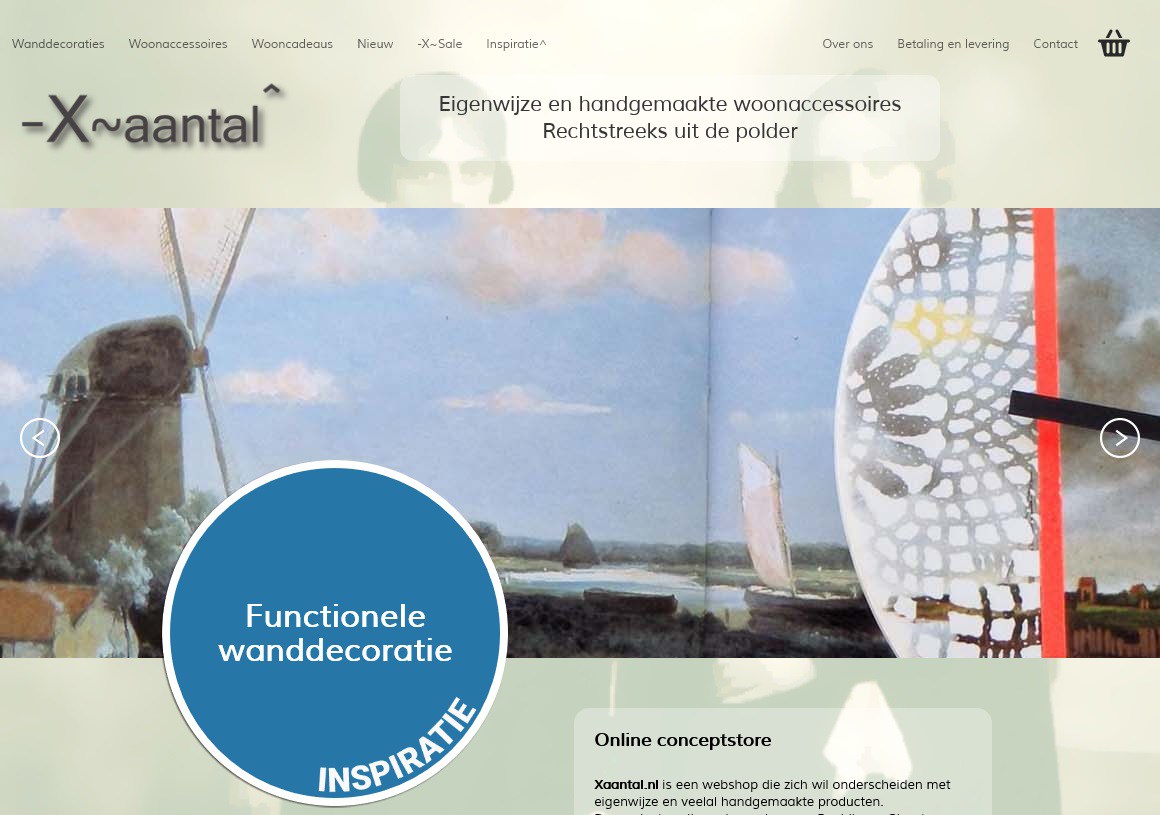 Wanddecoraties Woonaccessoires Wooncadeaus Nieuw -X~Sale Inspiratie^ Over ons Betaling en levering Contact
-X~aantal^
Eigenwijze en handgemaakte woonaccessoires
Rechtstreeks uit de polder
Functionele
wanddecoratie
INSPIRATIE
Online conceptstore
Xaantal.nl is een webshop die zich wil onderscheiden met
eigenwijze en veelal handgemaakte producten.